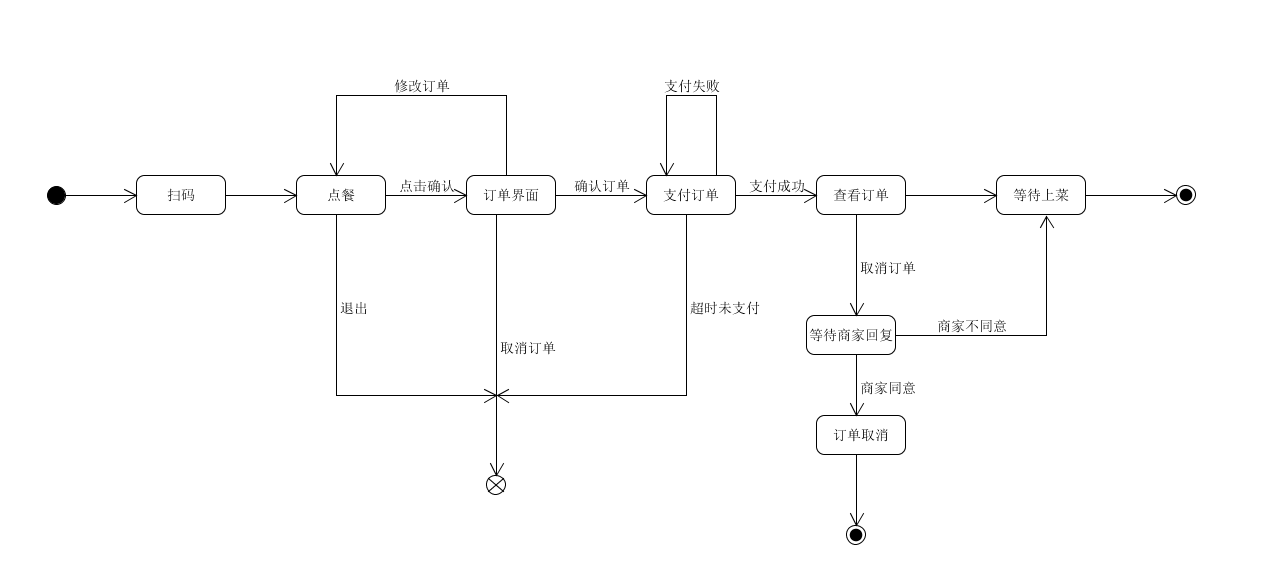 修改订单
支付失败
扫码
点餐
点击确认
订单界面
确认订单
支付订单
支付成功
查看订单
等待上菜
取消订单
退出
超时未支付
商家不同意
等待商家回复
取消订单
商家同意
订单取消